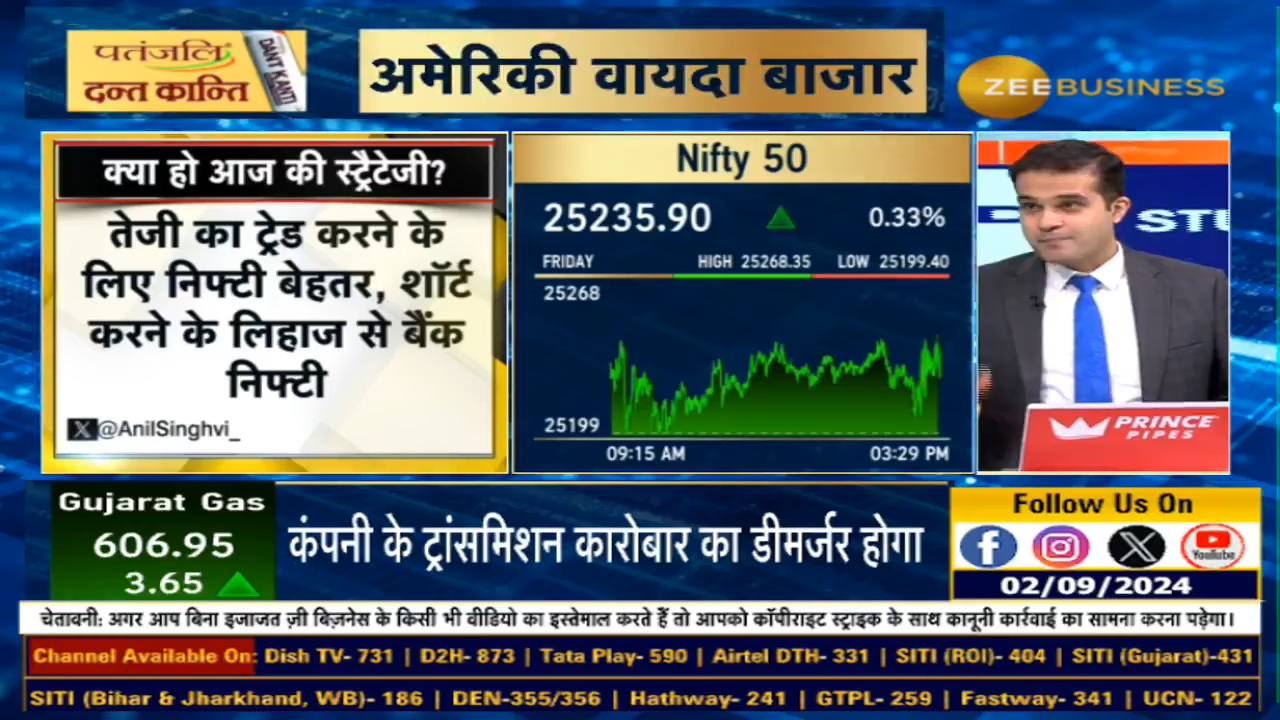 पतंजलि
दन्त कान्ति
DANT KANTI
अमेरिकी वायदा बाजार
ZEEBUSINESS
क्या हो आज की स्ट्रैटेजी?
तेजी का ट्रेड करने के
लिए निफ्टी बेहतर, शॉर्ट
करने के लिहाज से बैंक
निफ्टी
X@AnilSinghvi_
Nifty 50
25235.90 ▲ 0.33%
FRIDAY HIGH 25268.35 LOW 25199.40
25268
25199
09:15 AM 03:29 PM
STU
PRINCE
PIPES
Gujarat Gas
606.95
3.65 ▲
कंपनी के ट्रांसमिशन कारोबार का डीमर्जर होगा
Follow Us On
YouTube
02/09/2024
चेतावनी: अगर आप बिना इजाजत ज़ी बिज़नेस के किसी भी वीडियो का इस्तेमाल करते हैं तो आपको कॉपीराइट स्ट्राइक के साथ कानूनी कार्रवाई का सामना करना पड़ेगा।
Channel Available On: Dish TV- 731 | D2H- 873 | Tata Play- 590 | Airtel DTH- 331 | SITI (ROI)- 404 | SITI (Gujarat)-431
SITI (Bihar & Jharkhand, WB)- 186 | DEN-355/356 | Hathway- 241 | GTPL- 259 | Fastway- 341 | UCN- 122